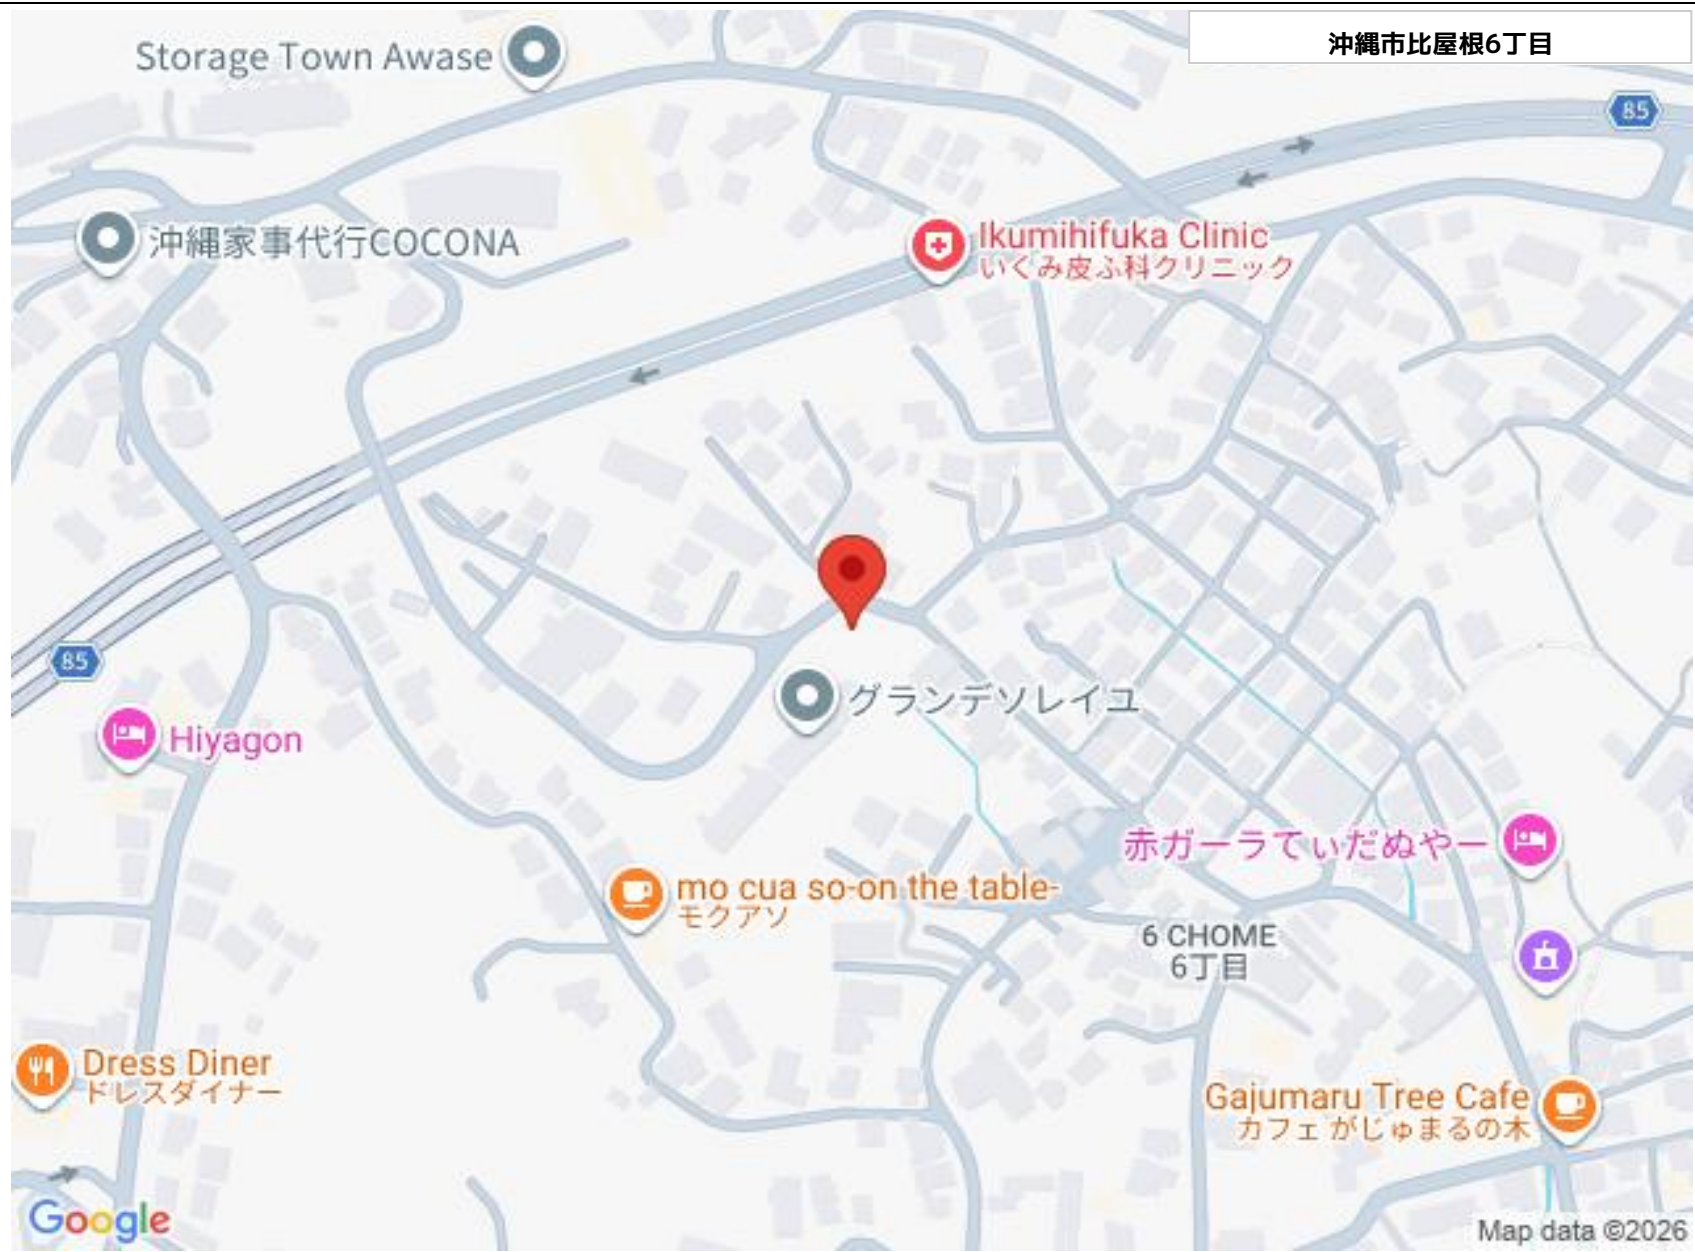 沖縄市比屋根6丁目
Storage Town Awase
85
沖縄家事代行COCONA
Ikumihifuka Clinic
いくみ皮ふ科クリニック
85
グランデソレイユ
Hiyagon
赤ガーラてぃだぬやー
mo cua so-on the table-
モクアソ
6 CHOME
6丁目
Dress Diner
ドレスダイナー
Gajumaru Tree Cafe
カフェ がじゅまるの木
Google
Map data ©2026